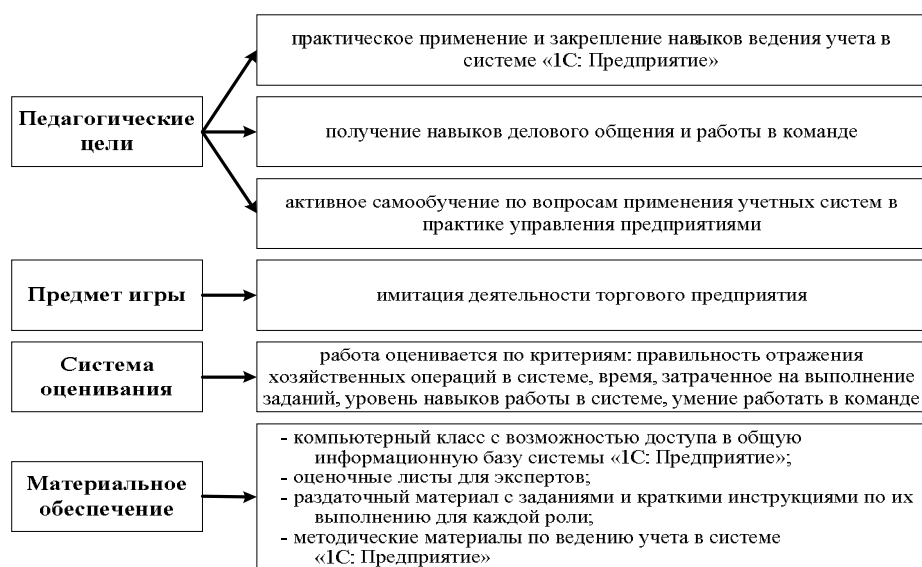 Педагогические
цели
практическое применение и закрепление навыков ведения учета в
системе «1С: Предприятие»
получение навыков делового общения и работы в команде
активное самообучение по вопросам применения учетных систем в
практике управления предприятиями
Предмет игры
имитация деятельности торгового предприятия
Система
оценивания
работа оценивается по критериям: правильность отражения
хозяйственных операций в системе, время, затраченное на выполнение
заданий, уровень навыков работы в системе, умение работать в команде
Материальное
обеспечение
- компьютерный класс с возможностью доступа в общую
информационную базу системы «1С: Предприятие»;
- оценочные листы для экспертов;
- раздаточный материал с заданиями и краткими инструкциями по их
выполнению для каждой роли;
- методические материалы по ведению учета в системе
«1С: Предприятие»